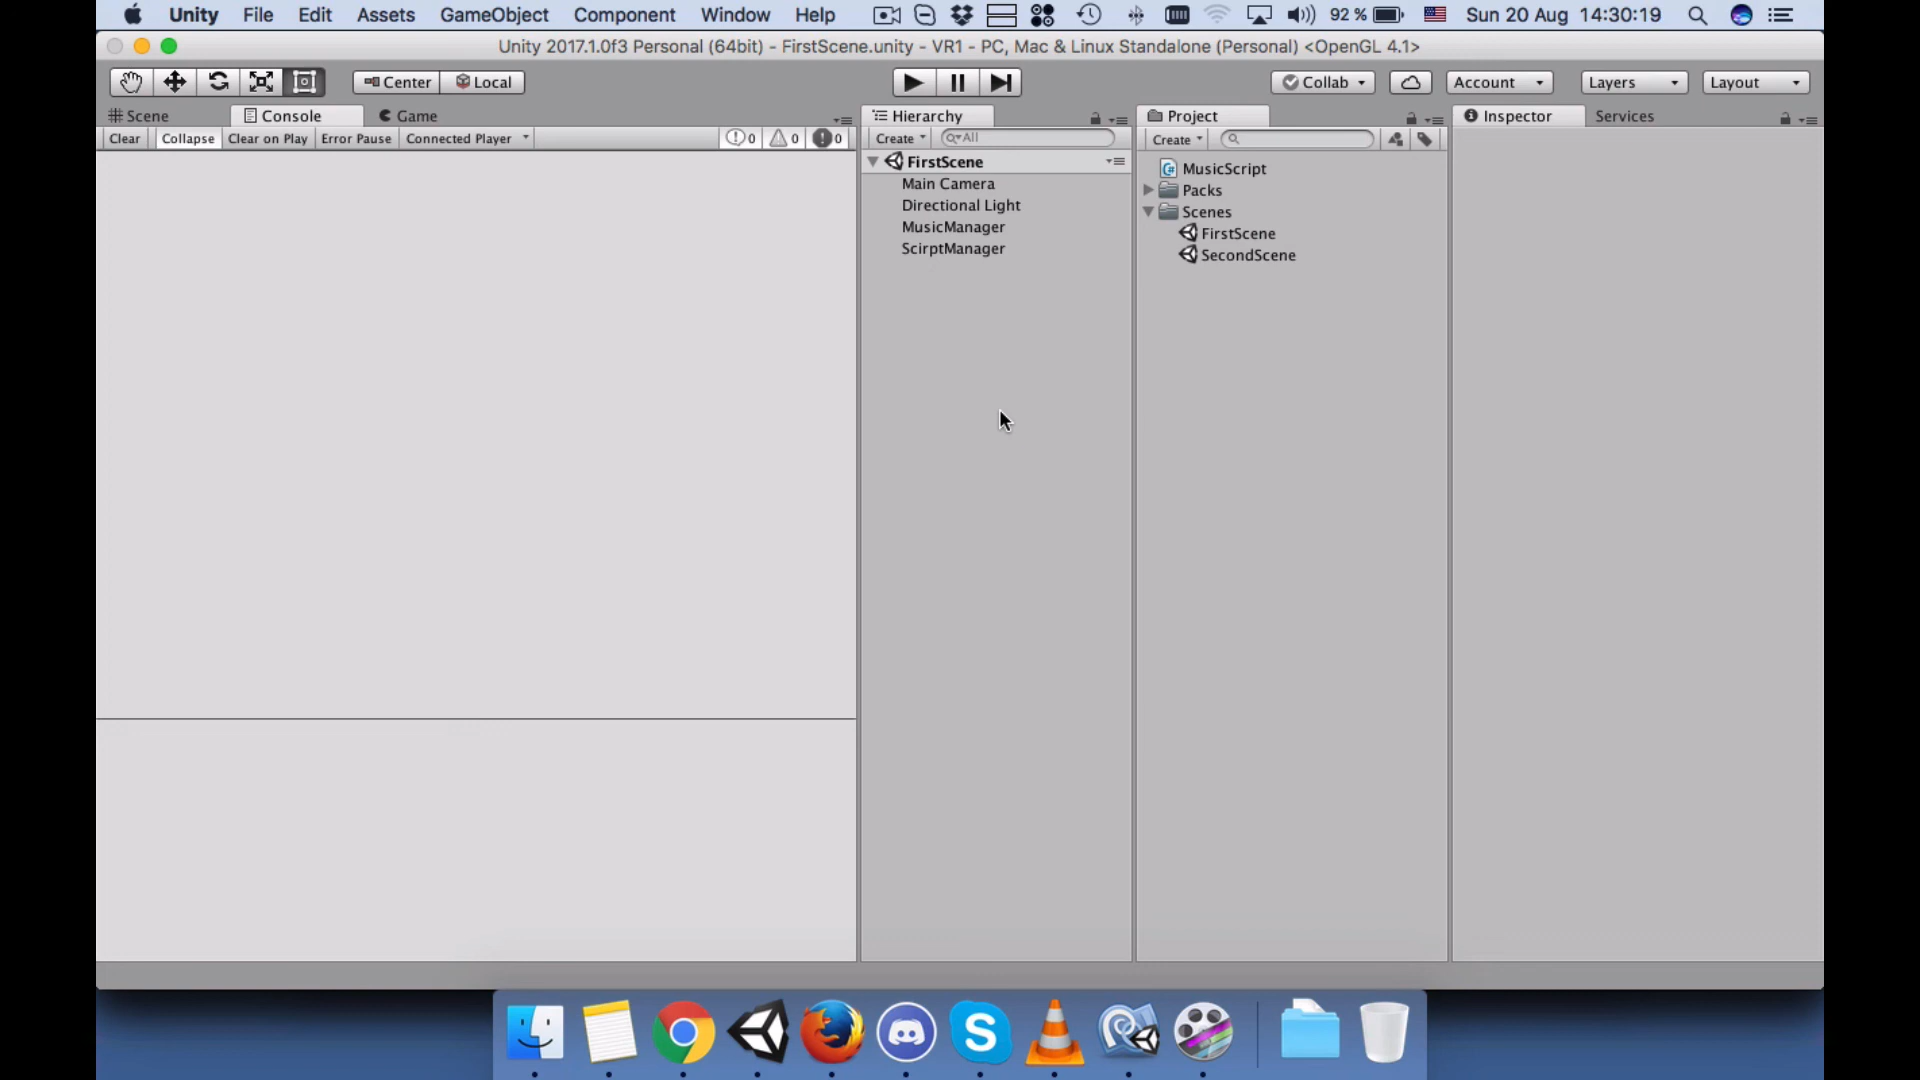 Unity File Edit Assets GameObject Component Window Help 92 % Sun 20 Aug 14:30:19
Unity 2017.1.0f3 Personal (64bit) - FirstScene.unity - VR1 - PC, Mac & Linux Standalone (Personal) <OpenGL 4.1>
Center Local Collab Account Layers Layout
Scene Console Game Hierarchy Project Inspector Services
Clear Collapse Clear on Play Error Pause Connected Player 0 0 0 Create All Create
FirstScene
Main Camera
Directional Light
MusicManager
ScirptManager
MusicScript
Packs
Scenes
FirstScene
SecondScene